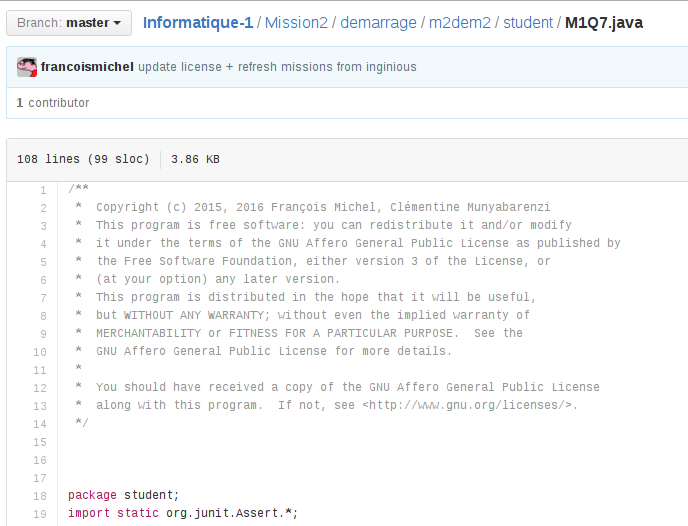 Branch: master Informatique-1 / Mission2 / demarrage / m2dem2 / student / M1Q7.java
francoismichel update license + refresh missions from inginious
1 contributor
108 lines (99 sloc) 3.86 KB
1 /**
2 * Copyright (c) 2015, 2016 François Michel, Clémentine Munyabarenzi
3 * This program is free software: you can redistribute it and/or modify
4 * it under the terms of the GNU Affero General Public License as published by
5 * the Free Software Foundation, either version 3 of the License, or
6 * (at your option) any later version.
7 * This program is distributed in the hope that it will be useful,
8 * but WITHOUT ANY WARRANTY; without even the implied warranty of
9 * MERCHANTABILITY or FITNESS FOR A PARTICULAR PURPOSE.  See the
10 * GNU Affero General Public License for more details.
11 *
12 * You should have received a copy of the GNU Affero General Public License
13 * along with this program.  If not, see <http://www.gnu.org/licenses/>.
14 */
15
16
17
18 package student;
19 import static org.junit.Assert.*;